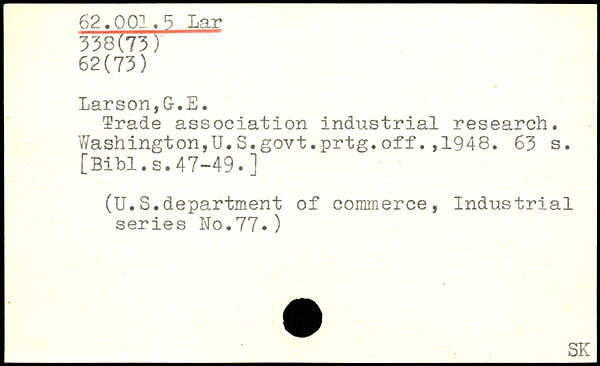 62.001.5 Lar
338(73)
62(73)
Larson,G.E.
Trade association industrial research.
Washington,U.S.govt.prtg.off.,1948. 63 s.
[Bibl.s.47-49.]
(U.S.department of commerce, Industrial
series No.77.)
SK